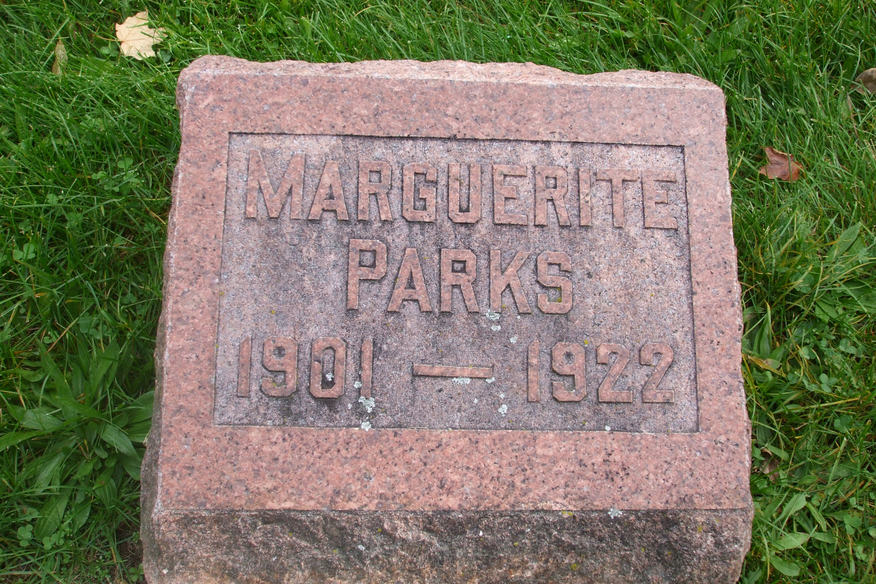 MARGUERITE
PARKS
1901 — 1922